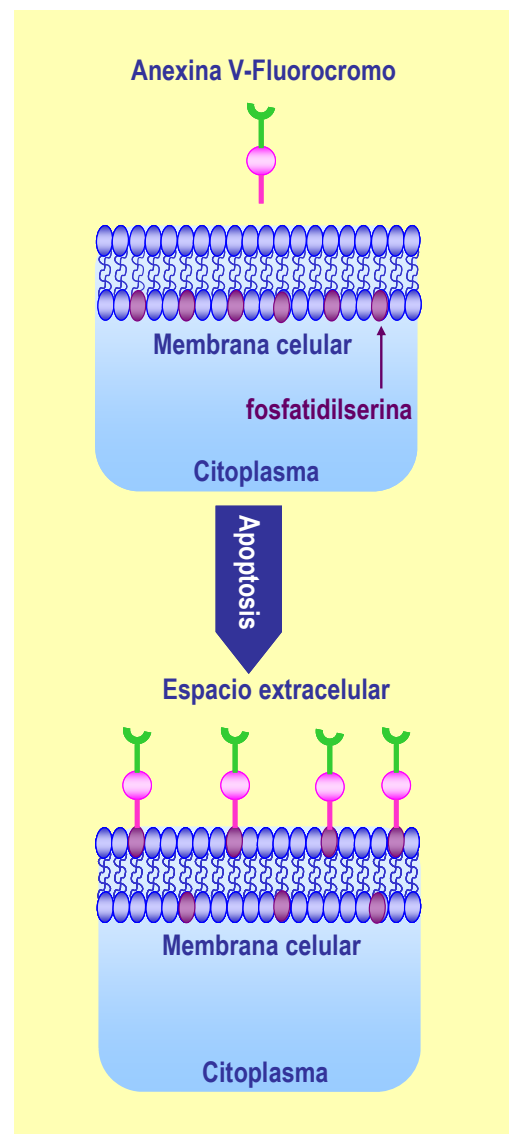 Anexina V-Fluorocromo
Membrana celular
fosfatidilserina
Citoplasma
Apoptosis
Espacio extracelular
Membrana celular
Citoplasma